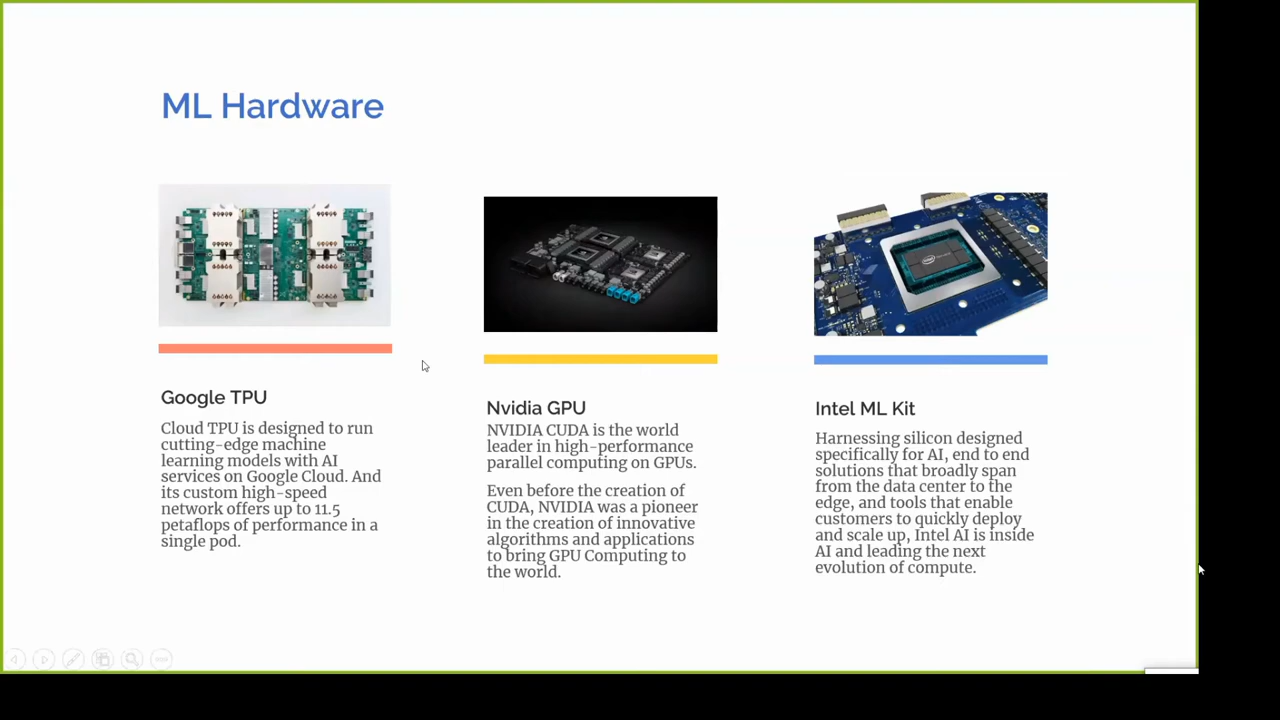 ML Hardware
Google TPU
Cloud TPU is designed to run
cutting-edge machine
learning models with AI
services on Google Cloud. And
its custom high-speed
network offers up to 11.5
petaflops of performance in a
single pod.
Nvidia GPU
NVIDIA CUDA is the world
leader in high-performance
parallel computing on GPUs.
Even before the creation of
CUDA, NVIDIA was a pioneer
in the creation of innovative
algorithms and applications
to bring GPU Computing to
the world.
Intel ML Kit
Harnessing silicon designed
specifically for AI, end to end
solutions that broadly span
from the data center to the
edge, and tools that enable
customers to quickly deploy
and scale up, Intel AI is inside
AI and leading the next
evolution of compute.